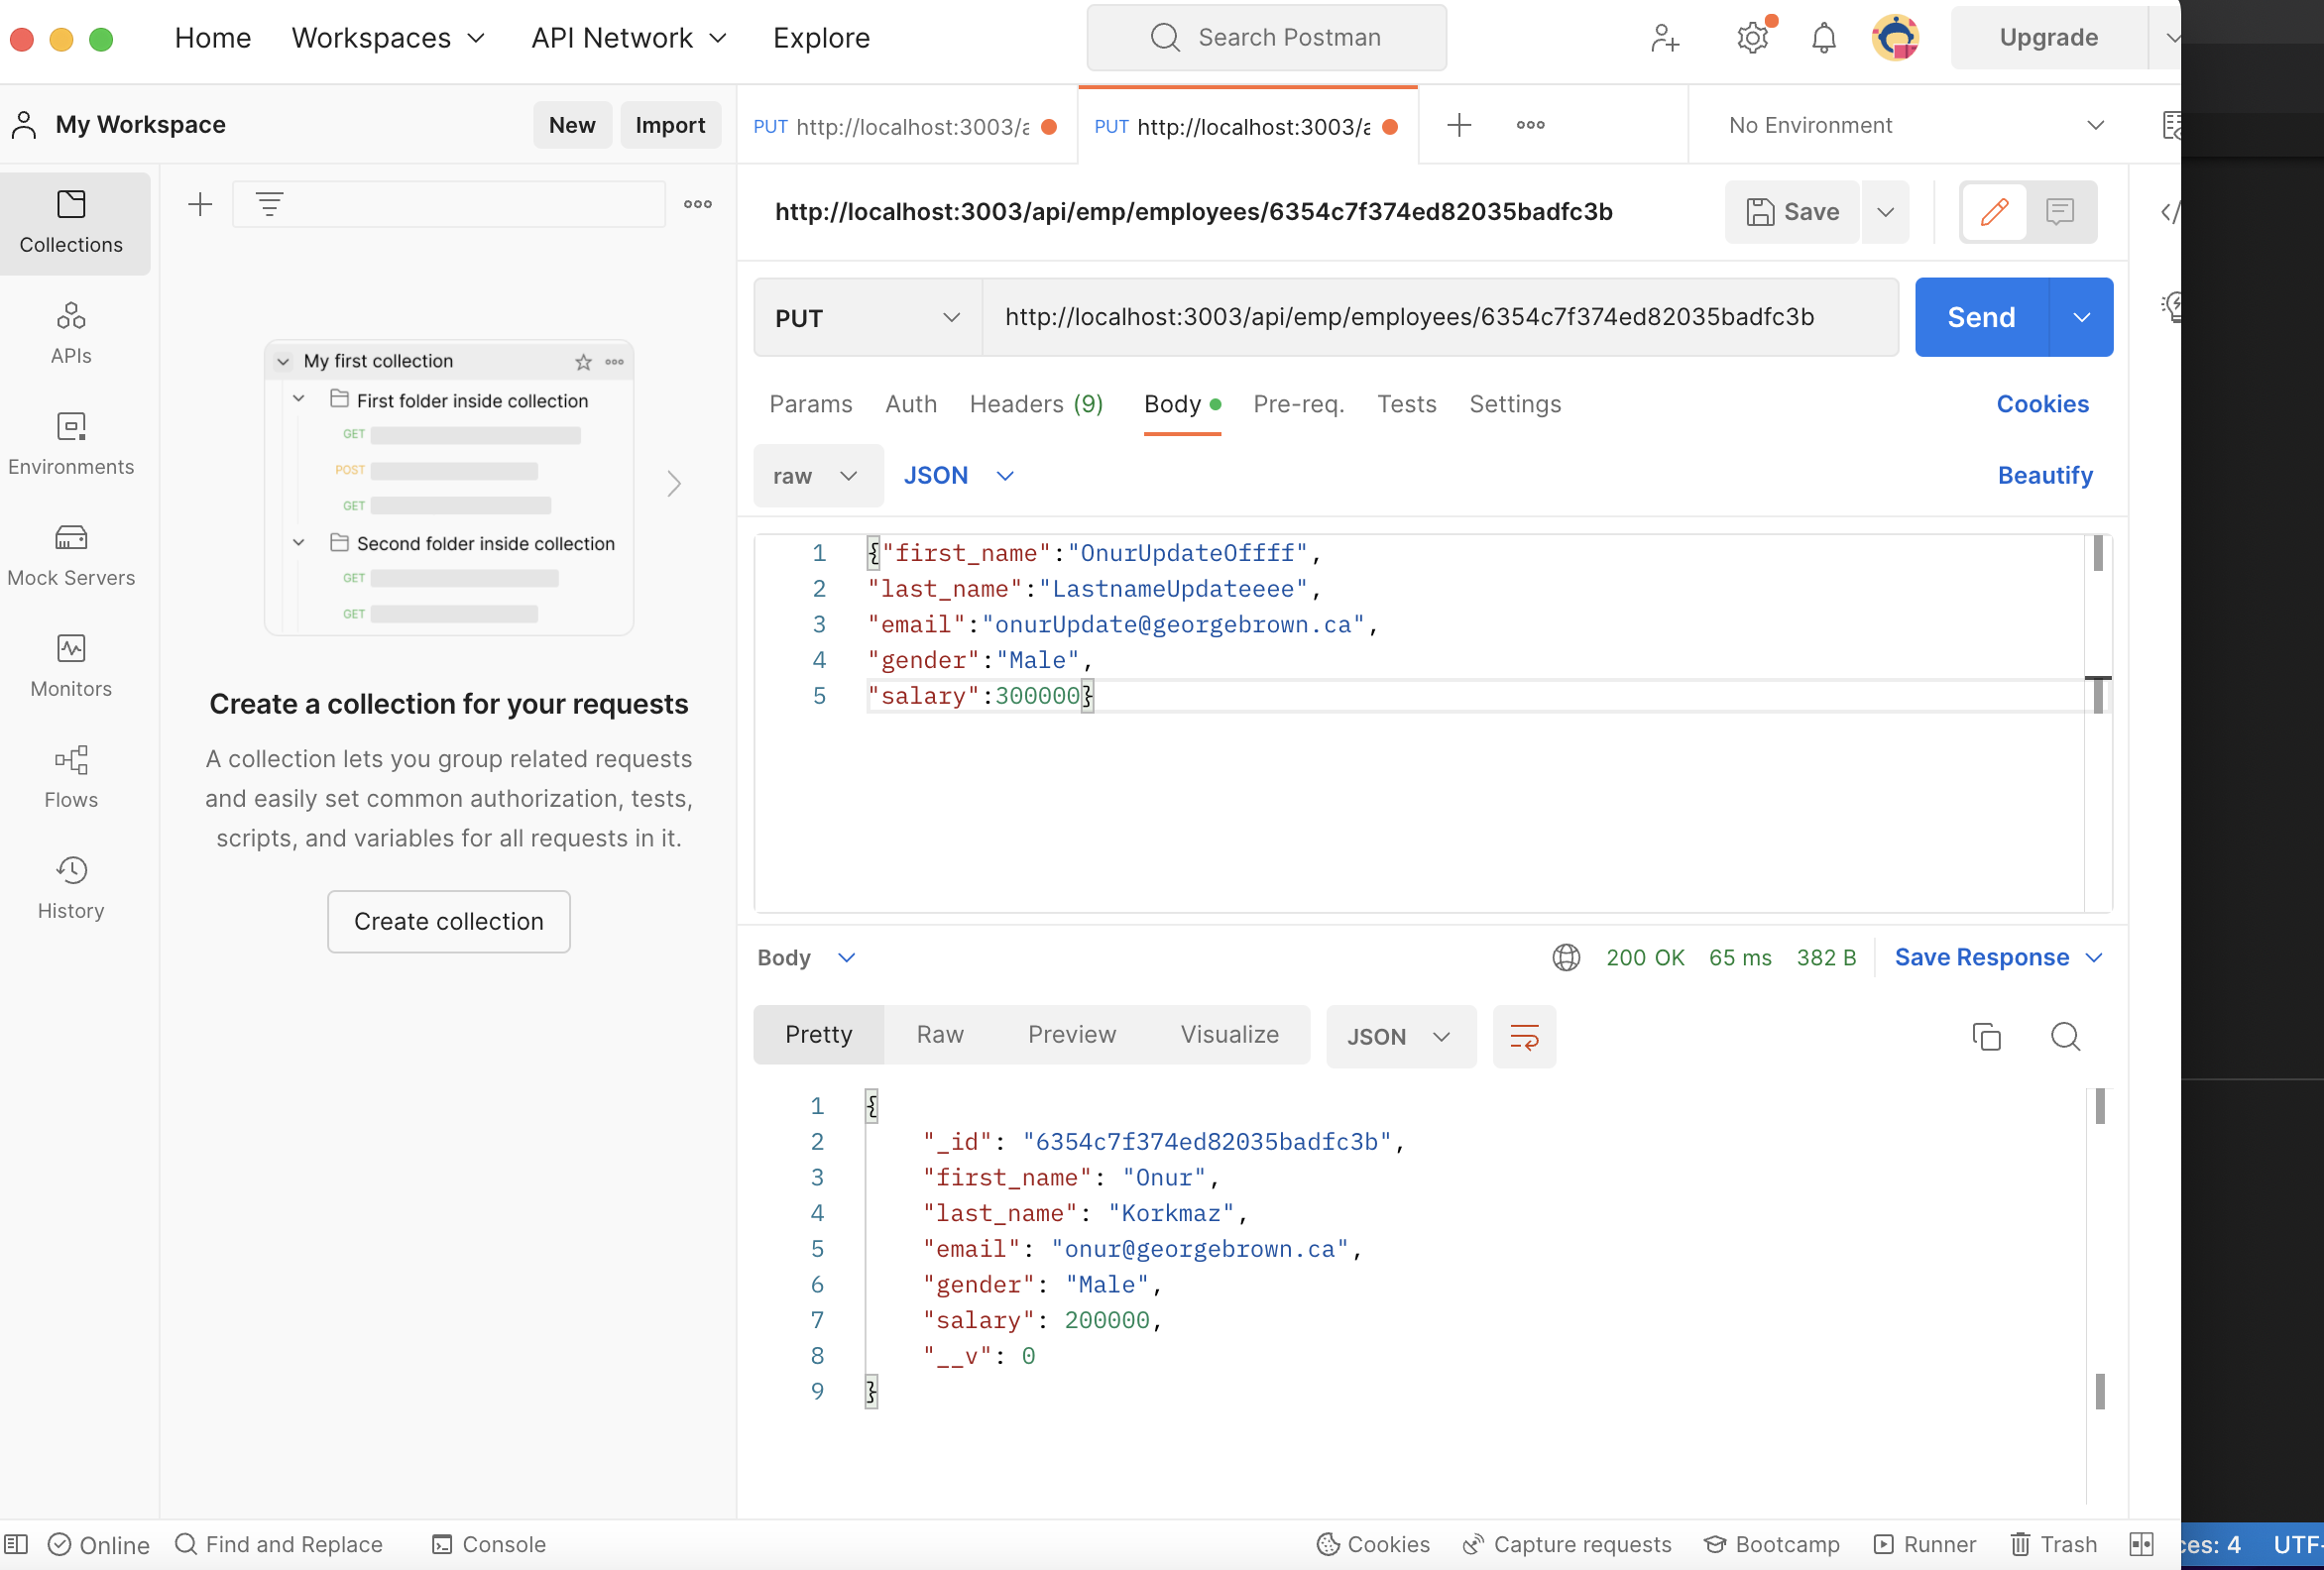 Home Workspaces API Network Explore Search Postman Upgrade
My Workspace New Import
PUT http://localhost:3003/a PUT http://localhost:3003/a No Environment
Collections
APIs
Environments
Mock Servers
Monitors
Flows
History
My first collection
First folder inside collection
GET
POST
GET
Second folder inside collection
GET
GET
Create a collection for your requests
A collection lets you group related requests
and easily set common authorization, tests,
scripts, and variables for all requests in it.
Create collection
http://localhost:3003/api/emp/employees/6354c7f374ed82035badfc3b Save
PUT http://localhost:3003/api/emp/employees/6354c7f374ed82035badfc3b Send
Params Auth Headers (9) Body Pre-req. Tests Settings Cookies
raw JSON Beautify
1 {"first_name":"OnurUpdateOffff",
2 "last_name":"LastnameUpdateeee",
3 "email":"onurUpdate@georgebrown.ca",
4 "gender":"Male",
5 "salary":300000}
Body 200 OK 65 ms 382 B Save Response
Pretty Raw Preview Visualize JSON
1 {
2 "_id": "6354c7f374ed82035badfc3b",
3 "first_name": "Onur",
4 "last_name": "Korkmaz",
5 "email": "onur@georgebrown.ca",
6 "gender": "Male",
7 "salary": 200000,
8 "__v": 0
9 }
Online Find and Replace Console Cookies Capture requests Bootcamp Runner Trash ces: 4 UTF-